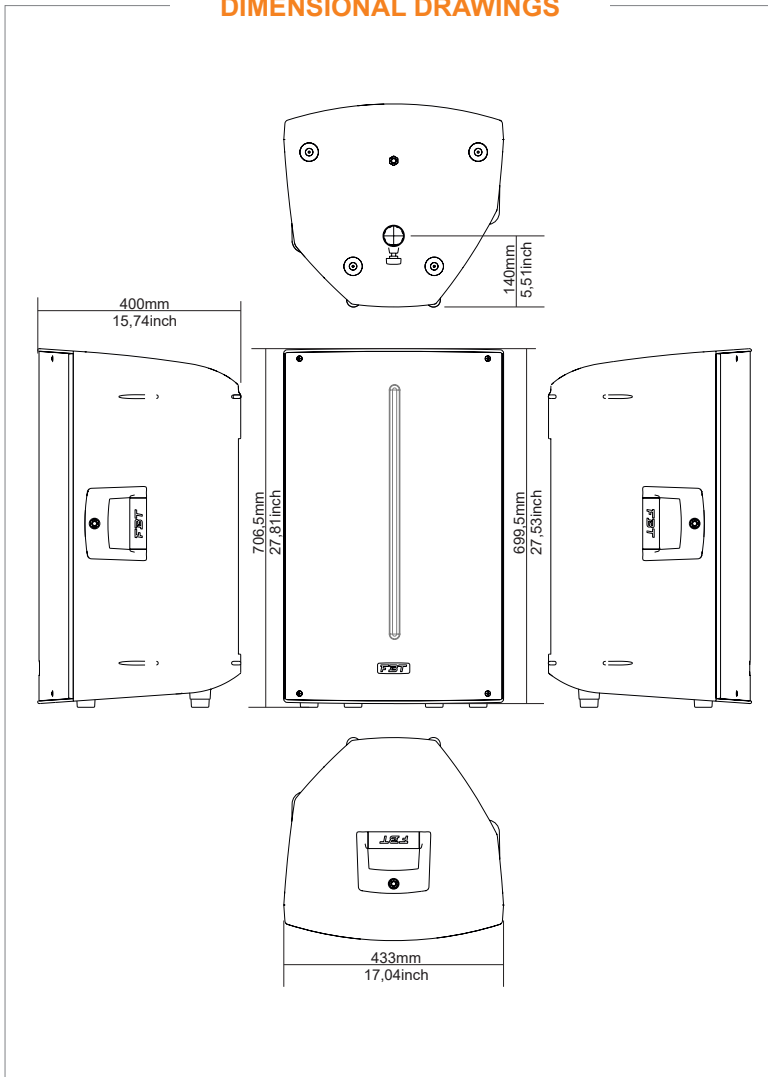 DIMENSIONAL DRAWINGS
140mm
5,51inch
400mm
15,74inch
FBT
706,5mm
27,81inch
699,5mm
27,53inch
FBT
FBT
FBT
433mm
17,04inch